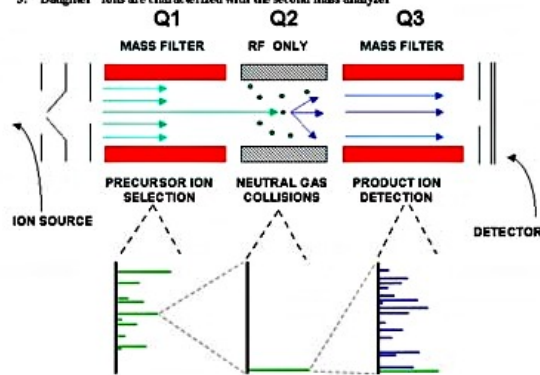 3. "Daughter" ions are characterized with the second mass analyzer
Q1 Q2 Q3
MASS FILTER RF ONLY MASS FILTER
PRECURSOR ION SELECTION
NEUTRAL GAS COLLISIONS
PRODUCT ION DETECTION
ION SOURCE
DETECTOR